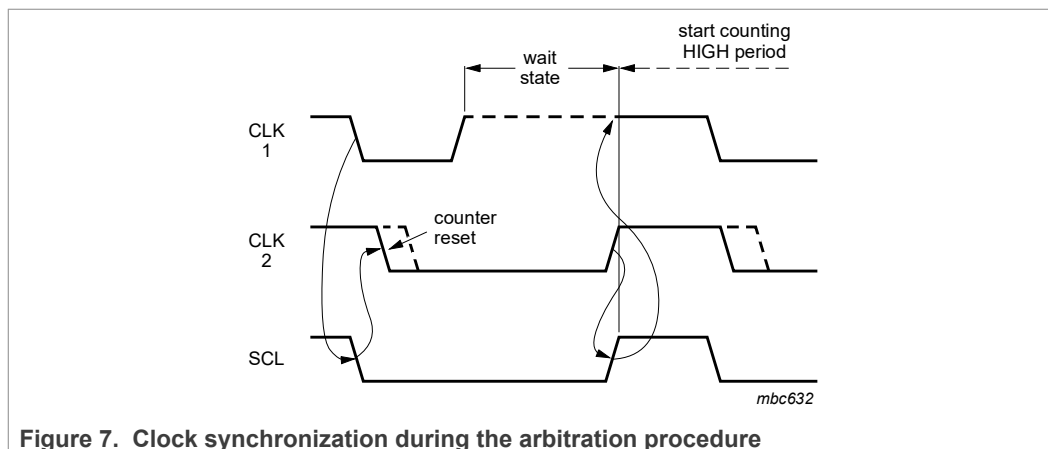 start counting
HIGH period
wait
state
CLK
1
counter
reset
CLK
2
SCL
mbc632
Figure 7. Clock synchronization during the arbitration procedure